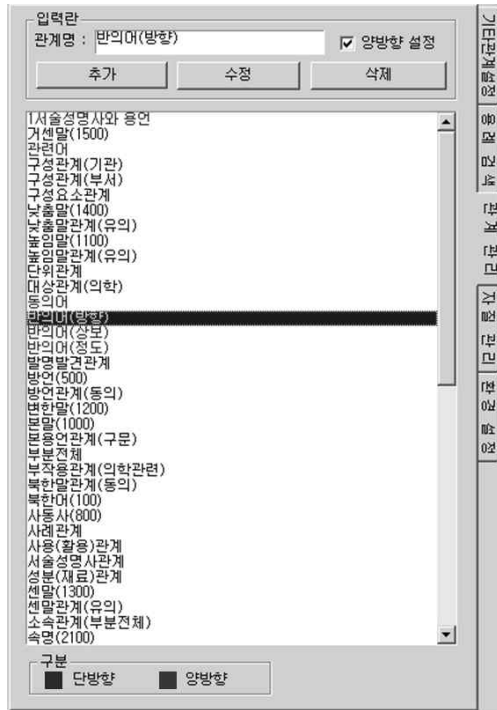 입력란
관계명 : 반의어(방향)
양방향 설정
추가 수정 삭제
1서술성명사와 용언
거센말(1500)
관련어
구성관계(기관)
구성관계(부서)
구성요소관계
낮춤말(1400)
낮춤말관계(유의)
높임말(1100)
높임말관계(유의)
단위관계
대상관계(의학)
동의어
반의어(방향)
반의어(상보)
반의어(정도)
발명발견관계
방언(500)
방언관계(동의)
변한말(1200)
본말(1000)
본용언관계(구문)
부분전체
부작용관계(의학관련)
북한말관계(동의)
북한어(100)
사동사(800)
사례관계
사용(활용)관계
서술성명사관계
성분(재료)관계
센말(1300)
센말관계(유의)
소속관계(부분전체)
속명(2100)
구분
단방향 양방향
기타관계설정
용례 검색
관계 관리
자질 관리
환경 설정